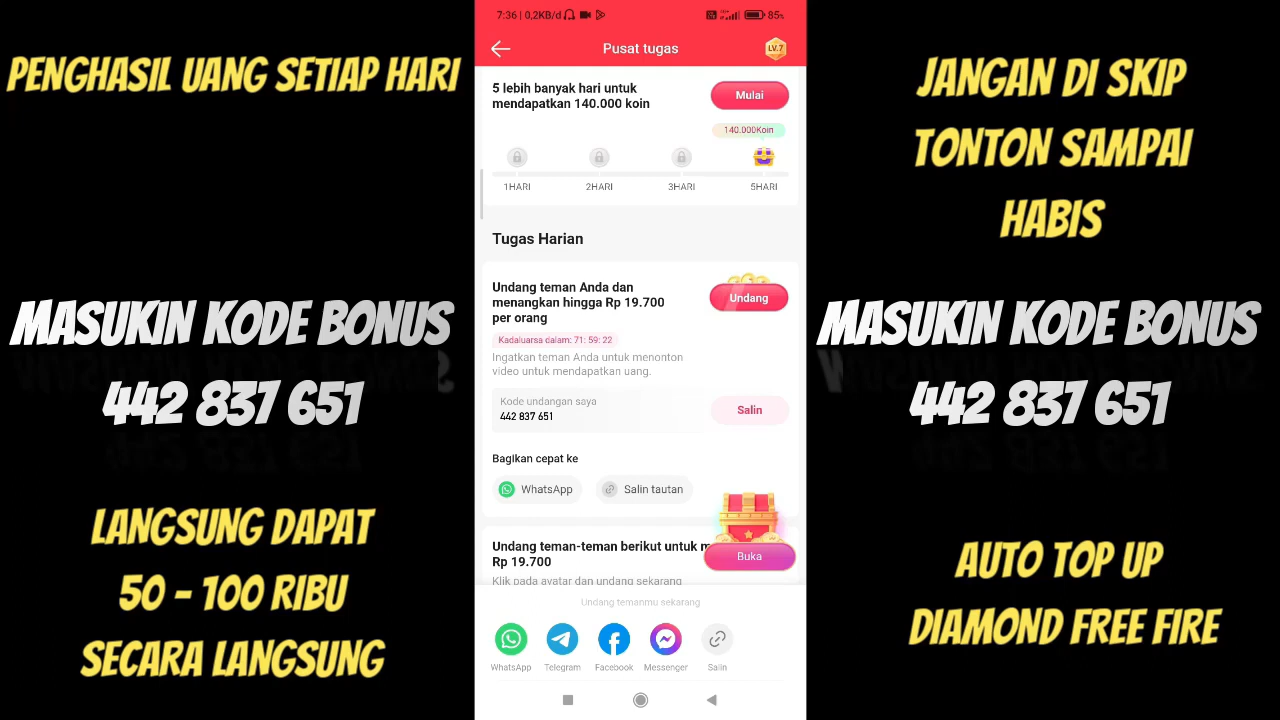 PENGHASIL UANG SETIAP HARI
MASUKIN KODE BONUS
442 837 651
LANGSUNG DAPAT
50 - 100 RIBU
SECARA LANGSUNG
7:36 | 0,2KB/d
85%
Pusat tugas
LV.7
5 lebih banyak hari untuk
mendapatkan 140.000 koin
Mulai
140.000Koin
1HARI 2HARI 3HARI 5HARI
Tugas Harian
Undang teman Anda dan
menangkan hingga Rp 19.700
per orang
Undang
Kadaluarsa dalam: 71: 59: 22
Ingatkan teman Anda untuk menonton
video untuk mendapatkan uang.
Kode undangan saya
442 837 651
Salin
Bagikan cepat ke
WhatsApp
Salin tautan
Undang teman-teman berikut untuk
Rp 19.700
Buka
Klik pada avatar dan undang sekarang
Undang temanmu sekarang
WhatsApp Telegram Facebook Messenger Salin
JANGAN DI SKIP
TONTON SAMPAI
HABIS
MASUKIN KODE BONUS
442 837 651
AUTO TOP UP
DIAMOND FREE FIRE